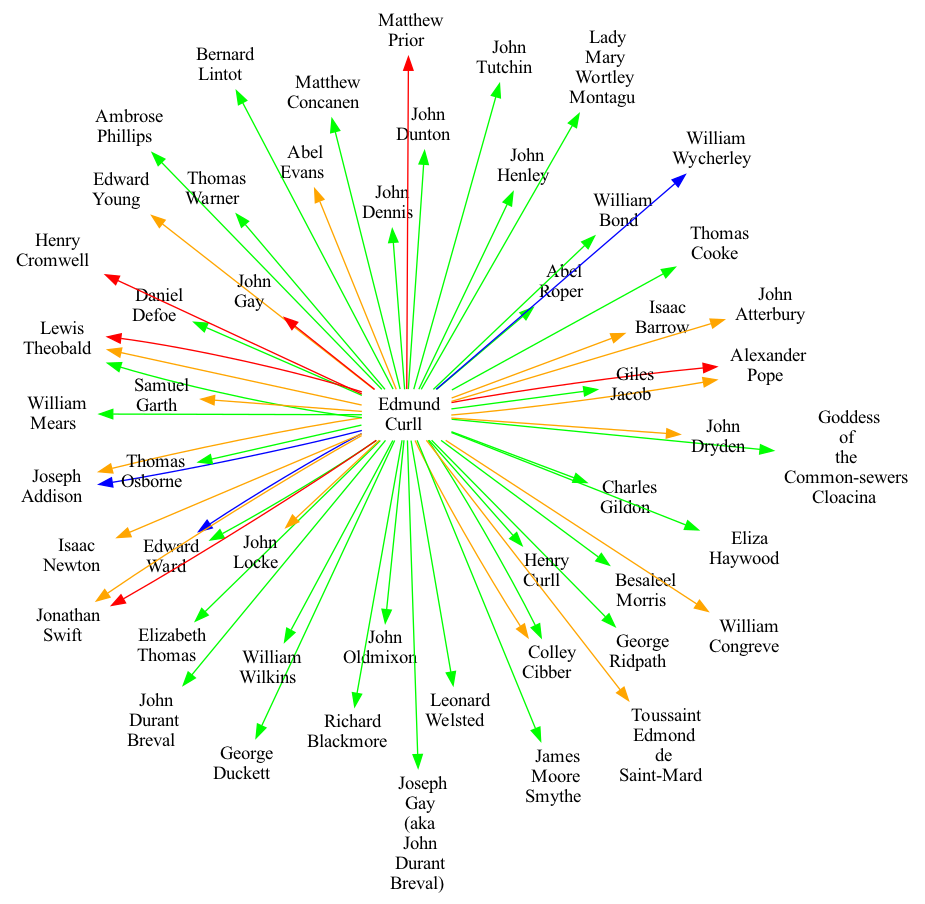 Matthew
Prior
Lady
Mary
Wortley
Montagu
John
Tutchin
Bernard
Lintot
Matthew
Concanen
John
Dunton
Ambrose
Phillips
William
Wycherley
Abel
Evans
John
Henley
Edward
Young
Thomas
Warner
John
Dennis
William
Bond
Thomas
Cooke
Henry
Cromwell
John
Gay
Abel
Roper
Daniel
Defoe
Isaac
Barrow
John
Atterbury
Lewis
Theobald
Alexander
Pope
Samuel
Garth
Giles
Jacob
William
Mears
Edmund
Curll
John
Dryden
Goddess
of
the
Common-sewers
Cloacina
Thomas
Osborne
Joseph
Addison
Charles
Gildon
Isaac
Newton
Edward
Ward
John
Locke
Henry
Curll
Eliza
Haywood
Besaleel
Morris
Jonathan
Swift
Elizabeth
Thomas
William
Wilkins
John
Oldmixon
Colley
Cibber
George
Ridpath
William
Congreve
John
Durant
Breval
George
Duckett
Richard
Blackmore
Leonard
Welsted
Toussaint
Edmond
de
Saint-Mard
Joseph
Gay
(aka
John
Durant
Breval)
James
Moore
Smythe